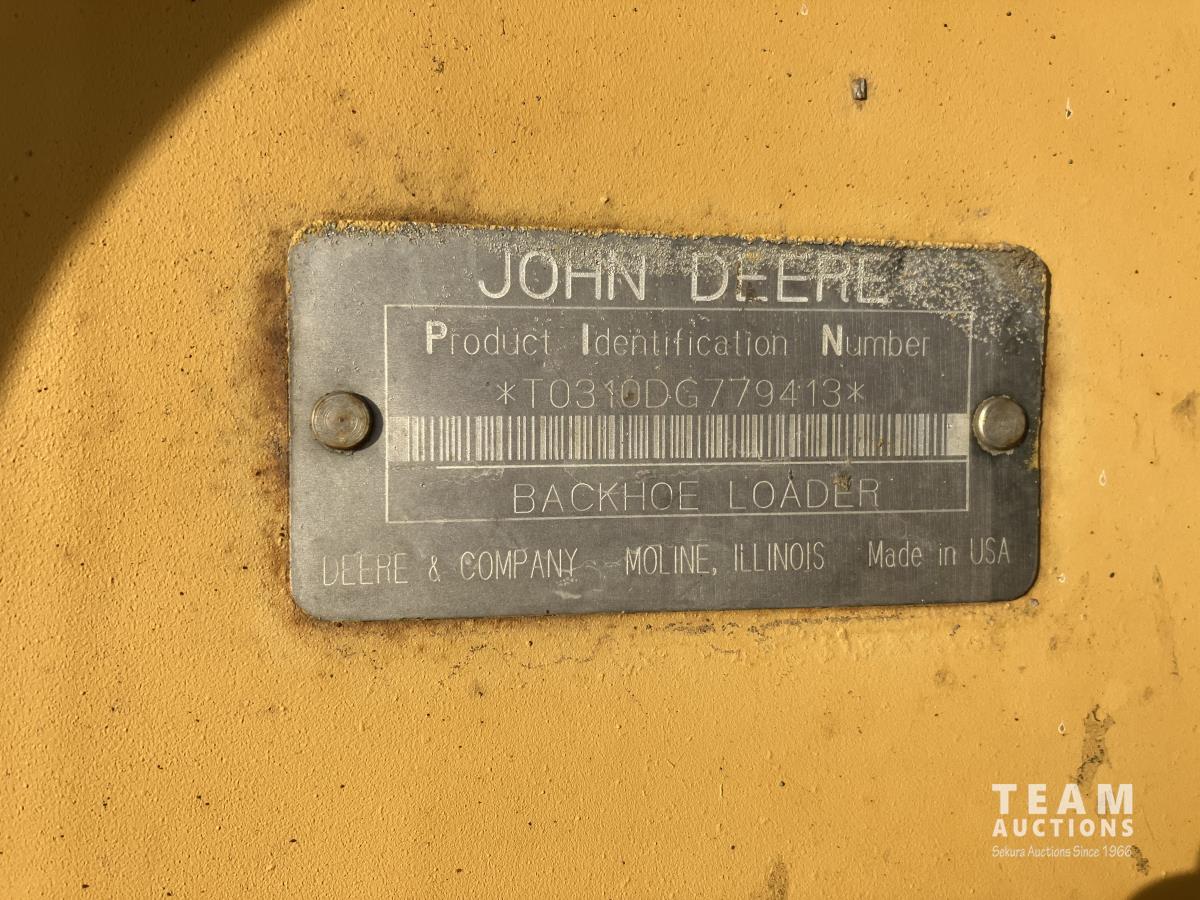 JOHN DEERE
Product Identification Number
*T0310DG779413*
BACKHOE LOADER
DEERE & COMPANY MOLINE, ILLINOIS Made in USA
TEAM
AUCTIONS
Sekura Auctions Since 1966